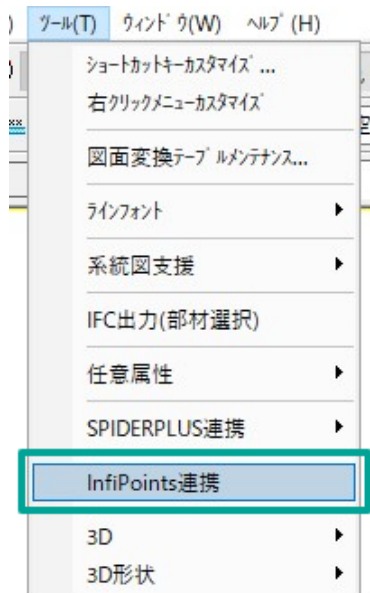 ) ﾂｰﾙ(T) ｳｨﾝﾄﾞｳ(W) ﾍﾙﾌﾟ(H)
ｼｮｰﾄｶｯﾄｷｰｶｽﾀﾏｲｽﾞ...
右ｸﾘｯｸﾒﾆｭｰｶｽﾀﾏｲｽﾞ
図面変換ﾃｰﾌﾞﾙﾒﾝﾃﾅﾝｽ...
ﾗｲﾝﾌｫﾝﾄ
系統図支援
IFC出力(部材選択)
任意属性
SPIDERPLUS連携
InfiPoints連携
3D
3D形状